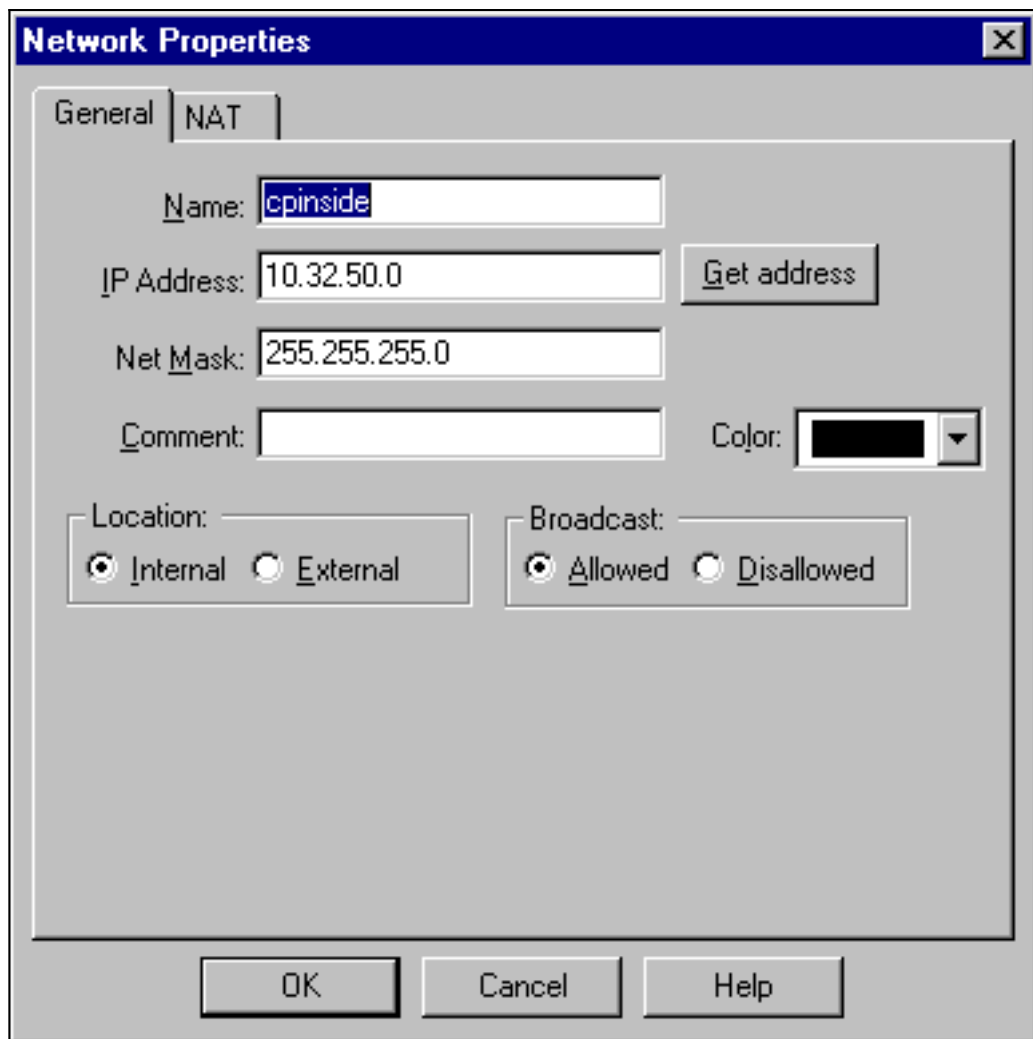 Network Properties
General NAT
Name: cpinside
IP Address: 10.32.50.0 Get address
Net Mask: 255.255.255.0
Comment: Color:
Location: Broadcast:
Internal External Allowed Disallowed
OK Cancel Help